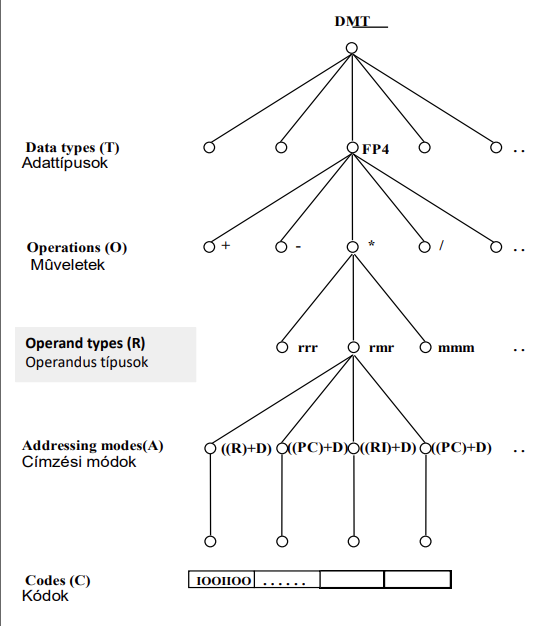 DMT
Data types (T)
Adattípusok
FP4
. .
Operations (O)
Mûveletek
+
-
*
/
. .
Operand types (R)
Operandus típusok
rrr
rmr
mmm
. .
Addressing modes(A)
Címzési módok
((R)+D)
((PC)+D)
((RI)+D)
((PC)+D)
. .
Codes (C)
Kódok
IOOIIOO
. . . . . .